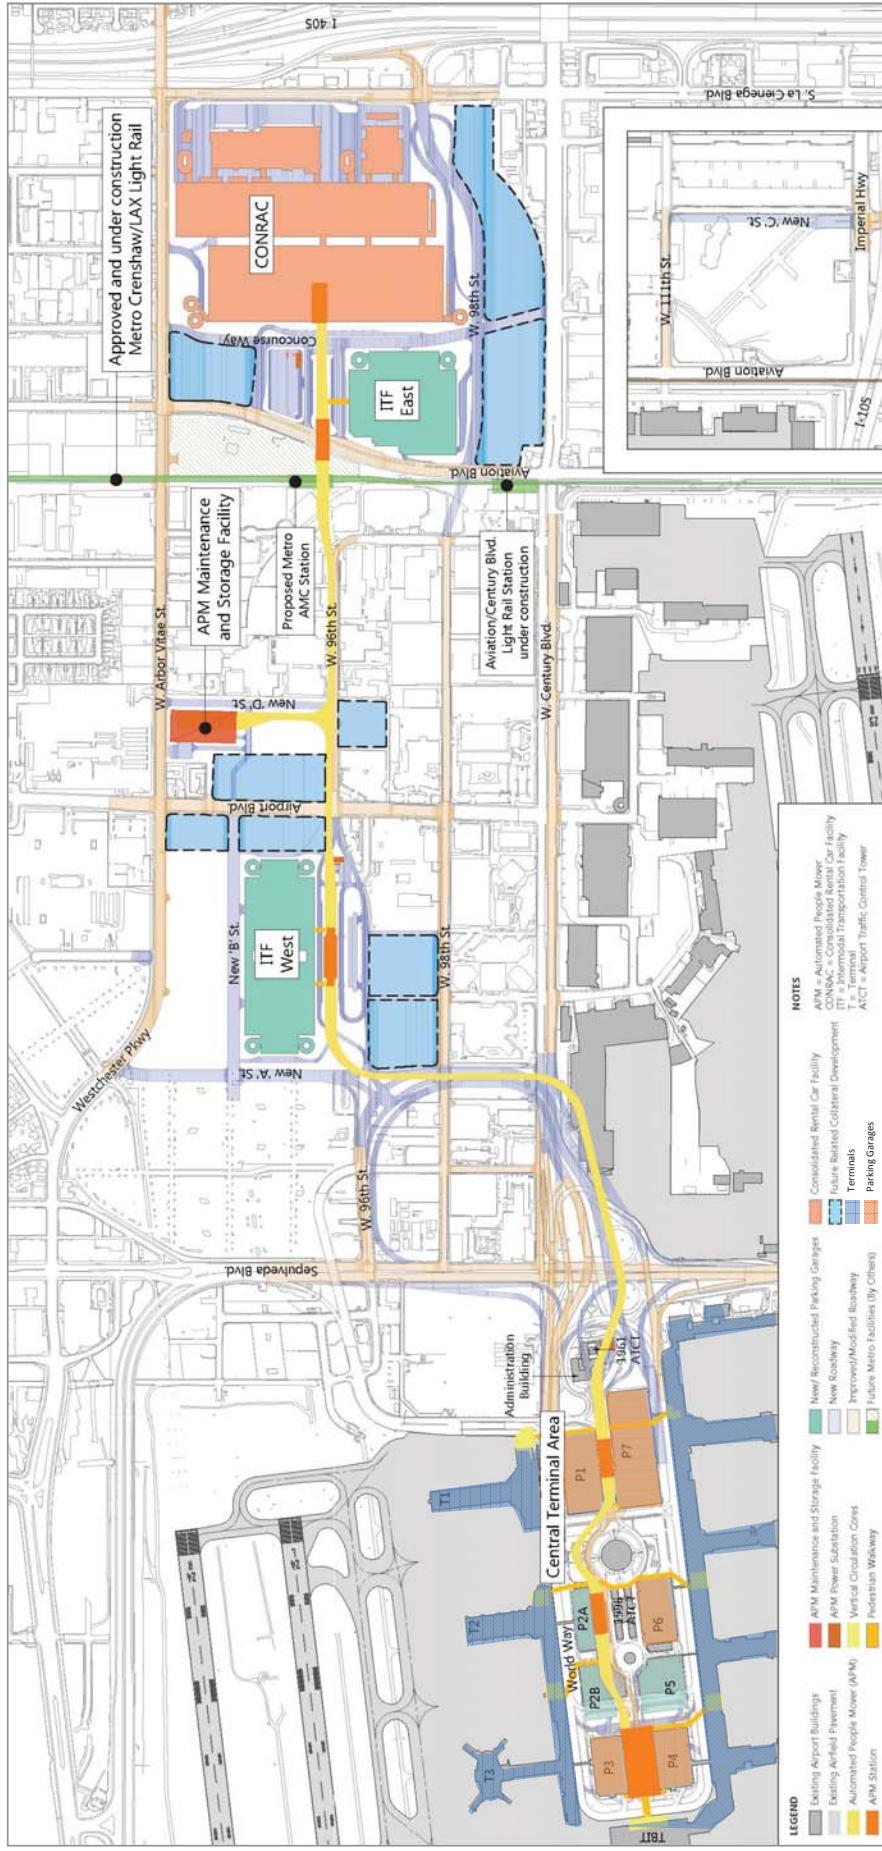 I-405
S. La Cienega Blvd.
Approved and under construction
Metro Crenshaw/LAX Light Rail
CONRAC
Concourse Way
W. 98th St.
ITF
East
Aviation Blvd.
W. 111th St.
New 'C' St.
Aviation Blvd.
Imperial Hwy
I-105
APM Maintenance
and Storage Facility
Proposed Metro
AMC Station
Aviation/Century Blvd.
Light Rail Station
under construction
W. Arbor Vitae St.
New 'D' St.
W. 96th St.
W. Century Blvd.
Airport Blvd.
New 'B' St.
ITF
West
W. 98th St.
Westchester Pkwy
New 'A' St.
W. 96th St.
Sepulveda Blvd.
Administration
Building
1961
ATCT
Central Terminal Area
T1
P1
P7
T2
P2A
1996
ATCT
P6
World Way
P2B
P5
T3
P3
P4
TBIT
LEGEND
Existing Airport Buildings
Existing Airfield Pavement
Automated People Mover (APM)
APM Station
APM Maintenance and Storage Facility
APM Power Substation
Vertical Circulation Cores
Pedestrian Walkway
New/ Reconstructed Parking Garages
New Roadway
Improved/Modified Roadway
Future Metro Facilities (By Others)
Consolidated Rental Car Facility
Future Related Collateral Development
Terminals
Parking Garages
NOTES
APM = Automated People Mover
CONRAC = Consolidated Rental Car Facility
ITF = Intermodal Transportation Facility
T = Terminal
ATCT = Airport Traffic Control Tower